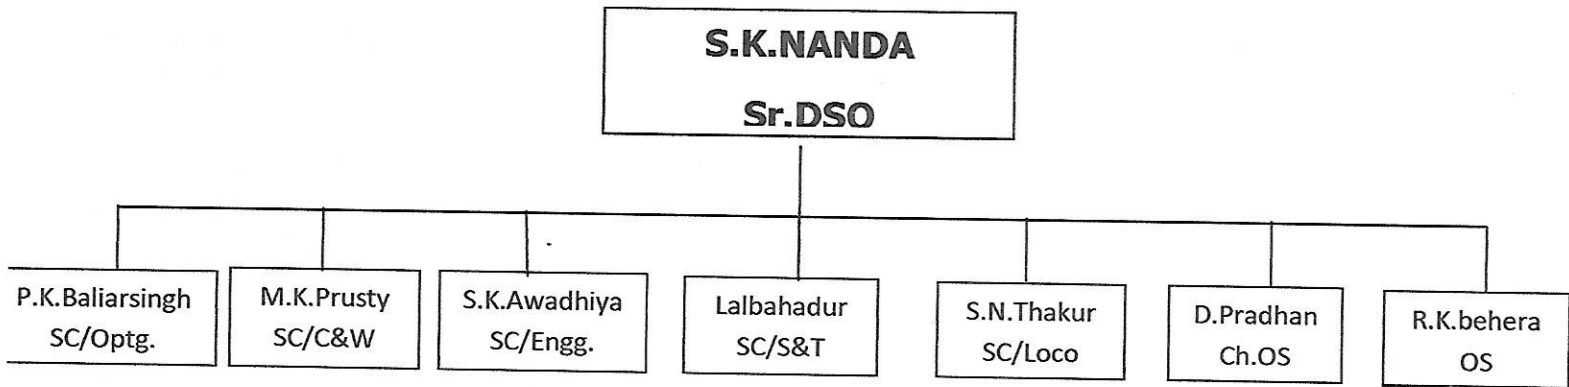 S.K.NANDA
Sr.DSO
P.K.Baliarsingh
SC/Optg.
M.K.Prusty
SC/C&W
S.K.Awadhiya
SC/Engg.
Lalbahadur
SC/S&T
S.N.Thakur
SC/Loco
D.Pradhan
Ch.OS
R.K.behera
OS